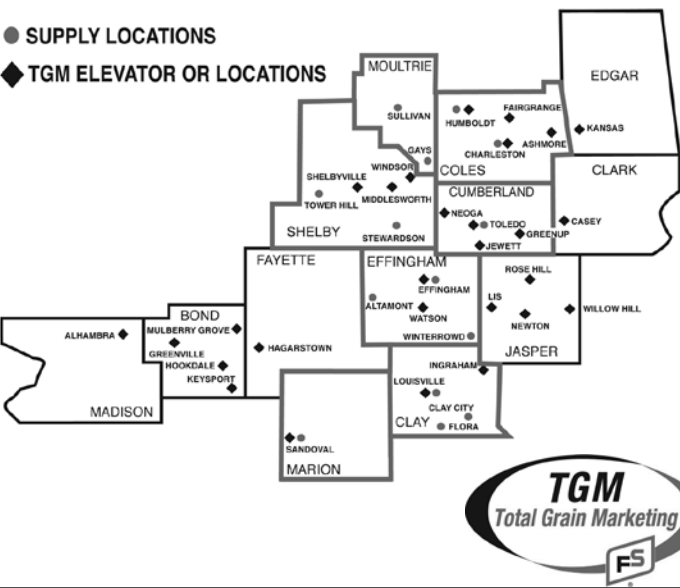 SUPPLY LOCATIONS
TGM ELEVATOR OR LOCATIONS
MOULTRIE
EDGAR
SULLIVAN
HUMBOLDT
FAIRGRANGE
KANSAS
ASHMORE
CHARLESTON
GAYS
COLES
CLARK
WINDSOR
SHELBYVILLE
MIDDLESWORTH
TOWER HILL
CUMBERLAND
NEOGA
TOLEDO
CASEY
GREENUP
SHELBY
STEWARDSON
JEWETT
FAYETTE
EFFINGHAM
ROSE HILL
EFFINGHAM
ALTAMONT
LIS
WILLOW HILL
WATSON
NEWTON
BOND
MULBERRY GROVE
ALHAMBRA
WINTERROWD
HAGARSTOWN
GREENVILLE
JASPER
HOOKDALE
INGRAHAM
KEYSPORT
LOUISVILLE
MADISON
CLAY CITY
CLAY
FLORA
SANDOVAL
MARION
TGM
Total Grain Marketing
FS